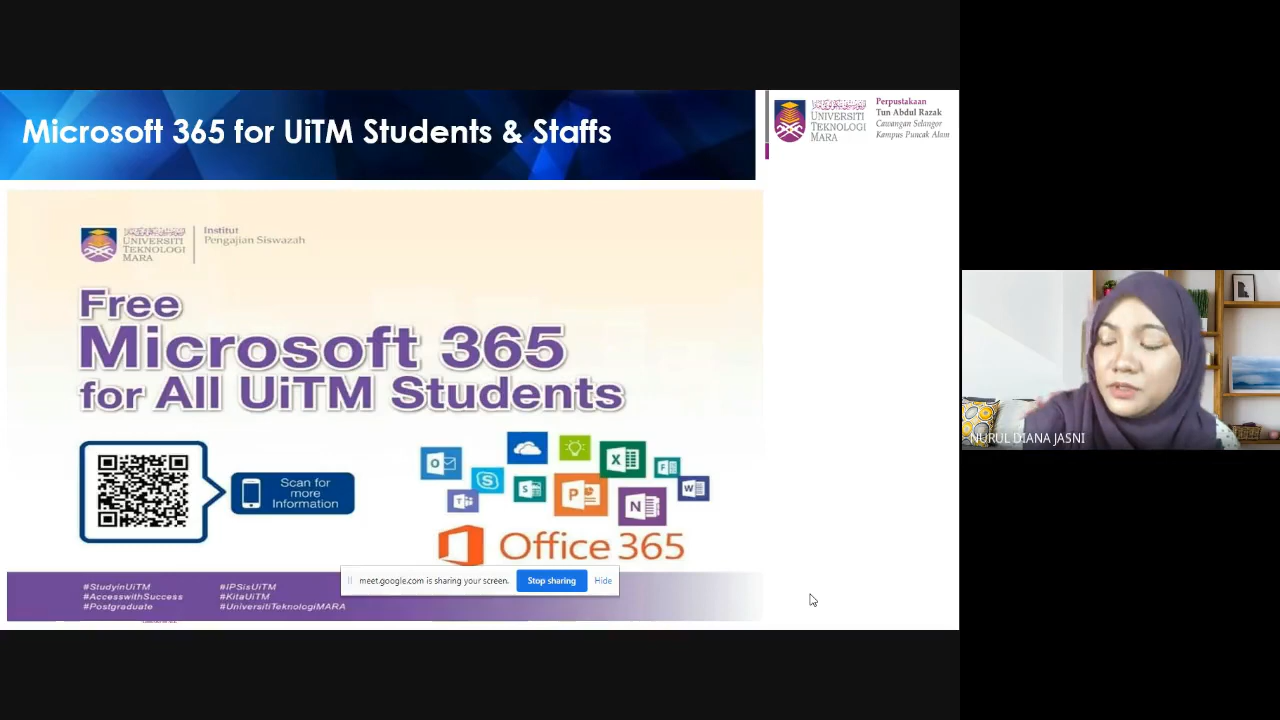 Microsoft 365 for UiTM Students & Staffs
UNIVERSITI
TEKNOLOGI
MARA
Perpustakaan
Tun Abdul Razak
Cawangan Selangor
Kampus Puncak Alam
UNIVERSITI
TEKNOLOGI
MARA
Institut
Pengajian Siswazah
Free
Microsoft 365
for All UiTM Students
Scan for
more
Information
Office 365
meet.google.com is sharing your screen.
Stop sharing
Hide
#StudyinUiTM
#AccesswithSuccess
#Postgraduate
#IPSisUiTM
#KitaUiTM
#UniversitiTeknologiMARA
NURUL DIANA JASNI